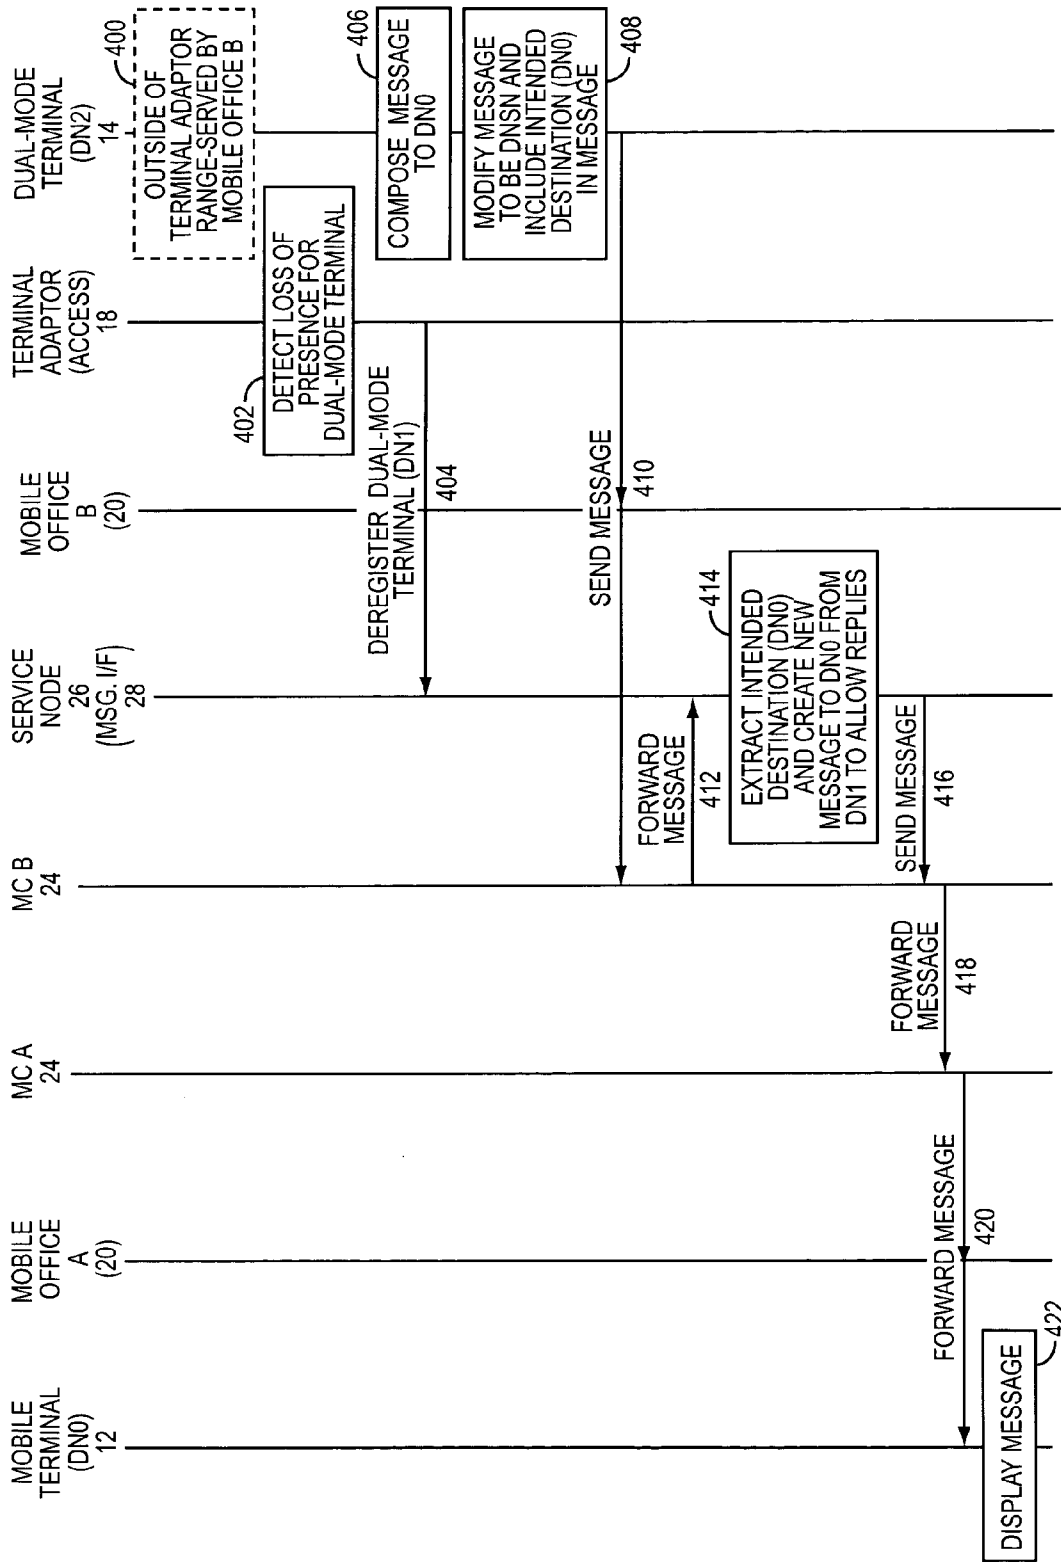 MOBILE
TERMINAL
(DN0)
12
MOBILE
OFFICE
A
(20)
MC A
24
MC B
24
SERVICE
NODE
26
(MSG. I/F)
28
MOBILE
OFFICE
B
(20)
TERMINAL
ADAPTOR
(ACCESS)
18
DUAL-MODE
TERMINAL
(DN2)
14
OUTSIDE OF
TERMINAL ADAPTOR
RANGE-SERVED BY
MOBILE OFFICE B
400
DETECT LOSS OF
PRESENCE FOR
DUAL-MODE TERMINAL
402
DEREGISTER DUAL-MODE
TERMINAL (DN1)
404
COMPOSE MESSAGE
TO DN0
406
MODIFY MESSAGE
TO BE DNSN AND
INCLUDE INTENDED
DESTINATION (DN0)
IN MESSAGE
408
SEND MESSAGE
410
FORWARD
MESSAGE
412
EXTRACT INTENDED
DESTINATION (DN0)
AND CREATE NEW
MESSAGE TO DN0 FROM
DN1 TO ALLOW REPLIES
414
SEND MESSAGE
416
FORWARD
MESSAGE
418
FORWARD MESSAGE
420
DISPLAY MESSAGE
422